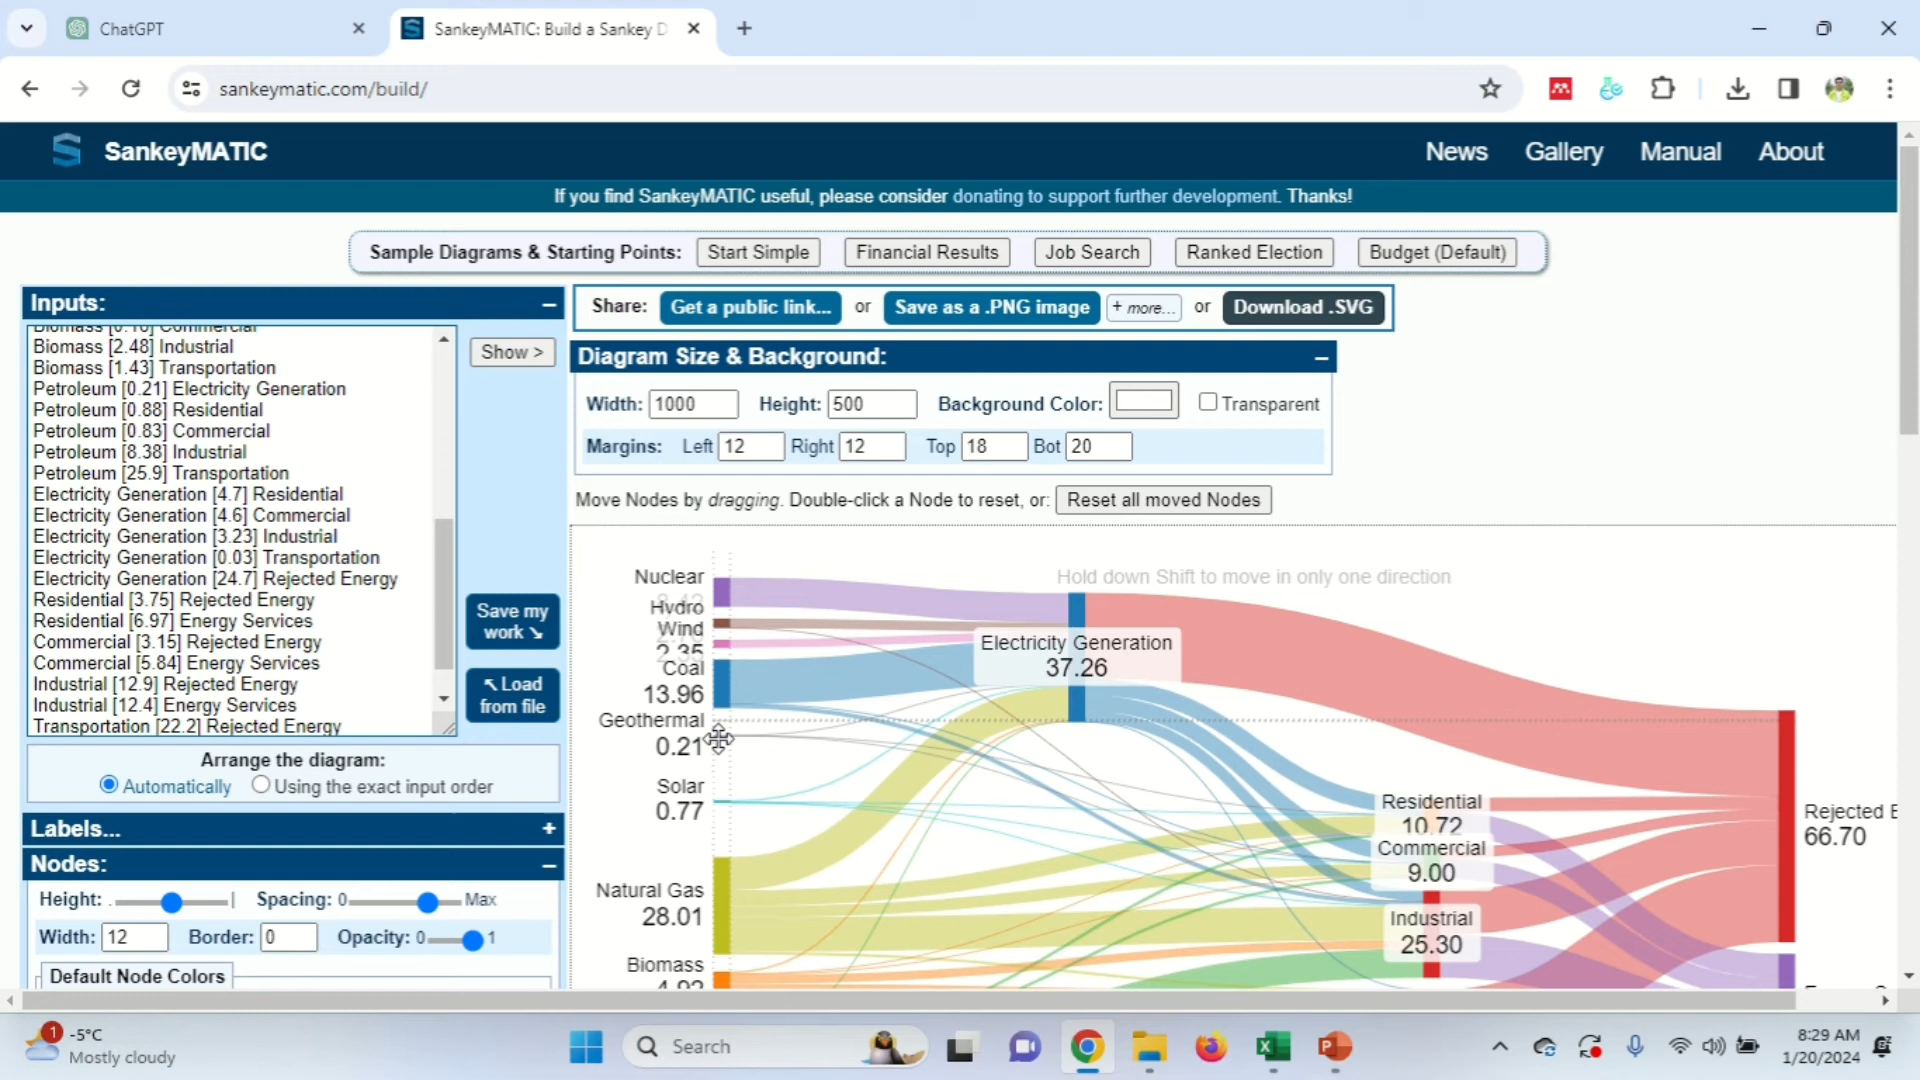 ChatGPT
SankeyMATIC: Build a Sankey D
sankeymatic.com/build/
SankeyMATIC
News Gallery Manual About
If you find SankeyMATIC useful, please consider donating to support further development. Thanks!
Sample Diagrams & Starting Points: Start Simple Financial Results Job Search Ranked Election Budget (Default)
Inputs:
Biomass [2.48] Industrial
Biomass [1.43] Transportation
Petroleum [0.21] Electricity Generation
Petroleum [0.88] Residential
Petroleum [0.83] Commercial
Petroleum [8.38] Industrial
Petroleum [25.9] Transportation
Electricity Generation [4.7] Residential
Electricity Generation [4.6] Commercial
Electricity Generation [3.23] Industrial
Electricity Generation [0.03] Transportation
Electricity Generation [24.7] Rejected Energy
Residential [3.75] Rejected Energy
Residential [6.97] Energy Services
Commercial [3.15] Rejected Energy
Commercial [5.84] Energy Services
Industrial [12.9] Rejected Energy
Industrial [12.4] Energy Services
Transportation [22.2] Rejected Energy
Show >
Save my
work ↘
↖ Load
from file
Arrange the diagram:
Automatically Using the exact input order
Labels... +
Nodes: –
Height: Spacing: 0 Max
Width: 12 Border: 0 Opacity: 0 1
Default Node Colors
Share: Get a public link... or Save as a .PNG image + more... or Download .SVG
Diagram Size & Background: –
Width: 1000 Height: 500 Background Color: Transparent
Margins: Left 12 Right 12 Top 18 Bot 20
Move Nodes by dragging. Double-click a Node to reset, or: Reset all moved Nodes
Hold down Shift to move in only one direction
Nuclear
Hydro
Wind
2.35
Coal
13.96
Geothermal
0.21
Solar
0.77
Natural Gas
28.01
Biomass
4.92
Electricity Generation
37.26
Residential
10.72
Commercial
9.00
Industrial
25.30
Rejected E
66.70
1
-5°C
Mostly cloudy
Search
8:29 AM
1/20/2024